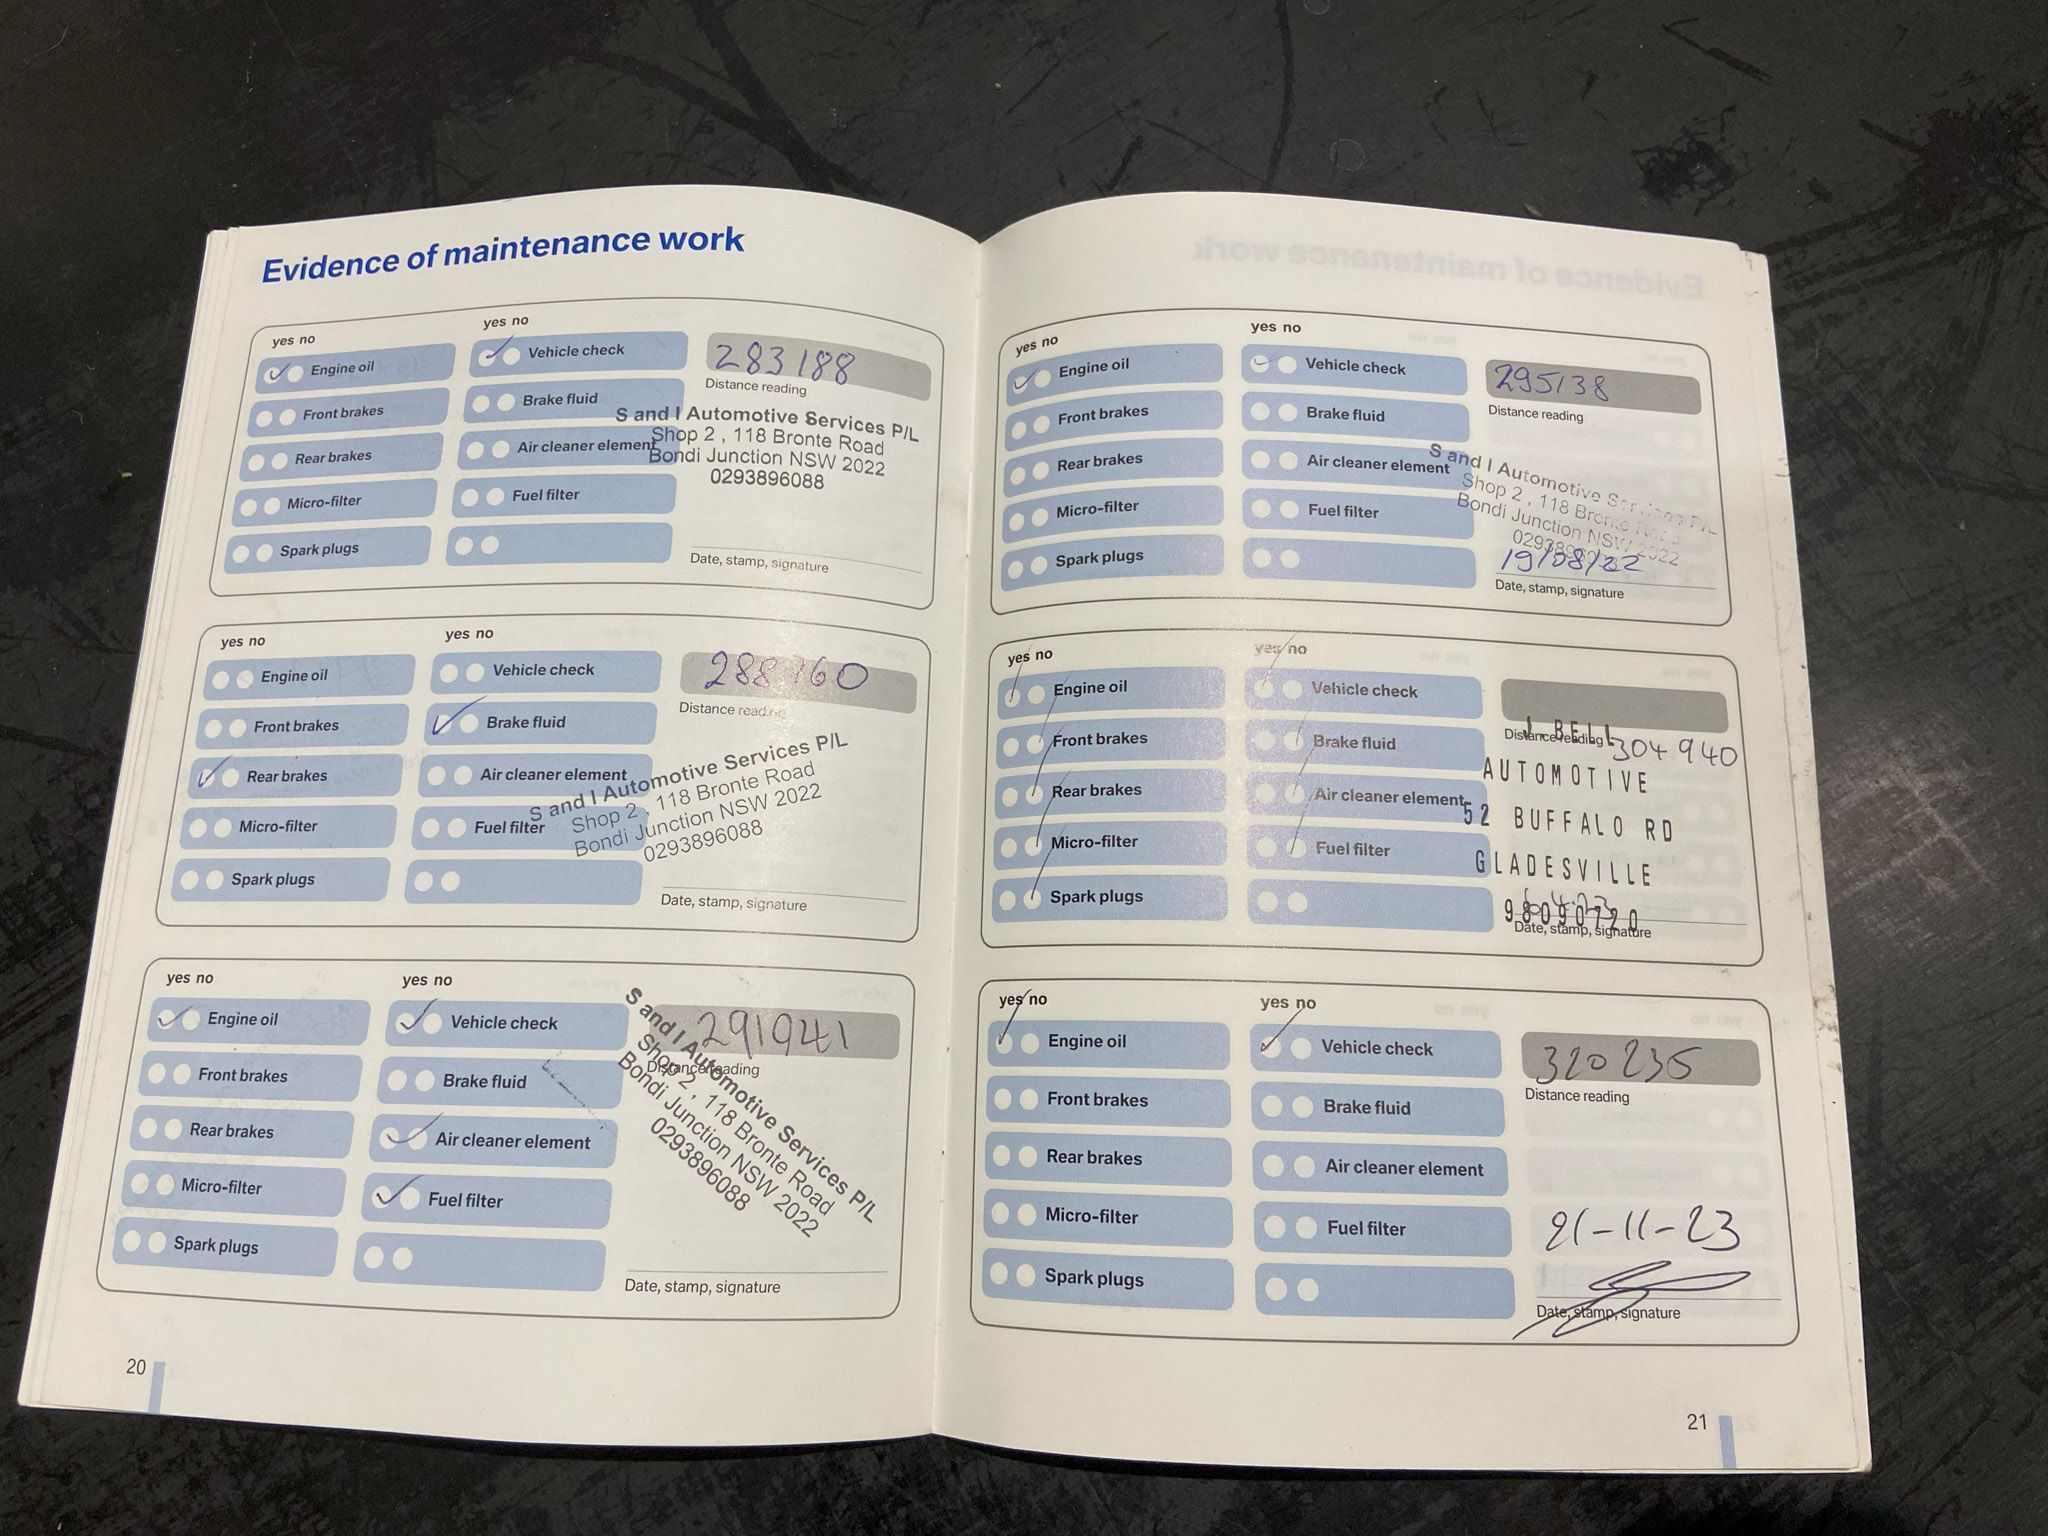 Evidence of maintenance work
yes no
yes no
Engine oil
Vehicle check
283188
Distance reading
Front brakes
Brake fluid
Rear brakes
Air cleaner element
Micro-filter
Fuel filter
Spark plugs
S and I Automotive Services P/L
Shop 2 , 118 Bronte Road
Bondi Junction NSW 2022
0293896088
Date, stamp, signature
yes no
yes no
Engine oil
Vehicle check
288760
Distance reading
Front brakes
Brake fluid
Rear brakes
Air cleaner element
Micro-filter
Fuel filter
Spark plugs
S and I Automotive Services P/L
Shop 2 , 118 Bronte Road
Bondi Junction NSW 2022
0293896088
Date, stamp, signature
yes no
yes no
Engine oil
Vehicle check
291941
Distance reading
Front brakes
Brake fluid
Rear brakes
Air cleaner element
Micro-filter
Fuel filter
Spark plugs
S and I Automotive Services P/L
Shop 2 , 118 Bronte Road
Bondi Junction NSW 2022
0293896088
Date, stamp, signature
20
yes no
yes no
Engine oil
Vehicle check
295138
Distance reading
Front brakes
Brake fluid
Rear brakes
Air cleaner element
Micro-filter
Fuel filter
Spark plugs
S and I Automotive Services P/L
Shop 2 , 118 Bronte Road
Bondi Junction NSW 2022
0293896088
19/08/22
Date, stamp, signature
yes no
yes no
Engine oil
Vehicle check
Distance reading
304940
Front brakes
Brake fluid
Rear brakes
Air cleaner element
Micro-filter
Fuel filter
Spark plugs
J. BELL
AUTOMOTIVE
52 BUFFALO RD
GLADESVILLE
98090720
Date, stamp, signature
yes no
yes no
Engine oil
Vehicle check
320235
Distance reading
Front brakes
Brake fluid
Rear brakes
Air cleaner element
Micro-filter
Fuel filter
Spark plugs
21-11-23
Date, stamp, signature
21